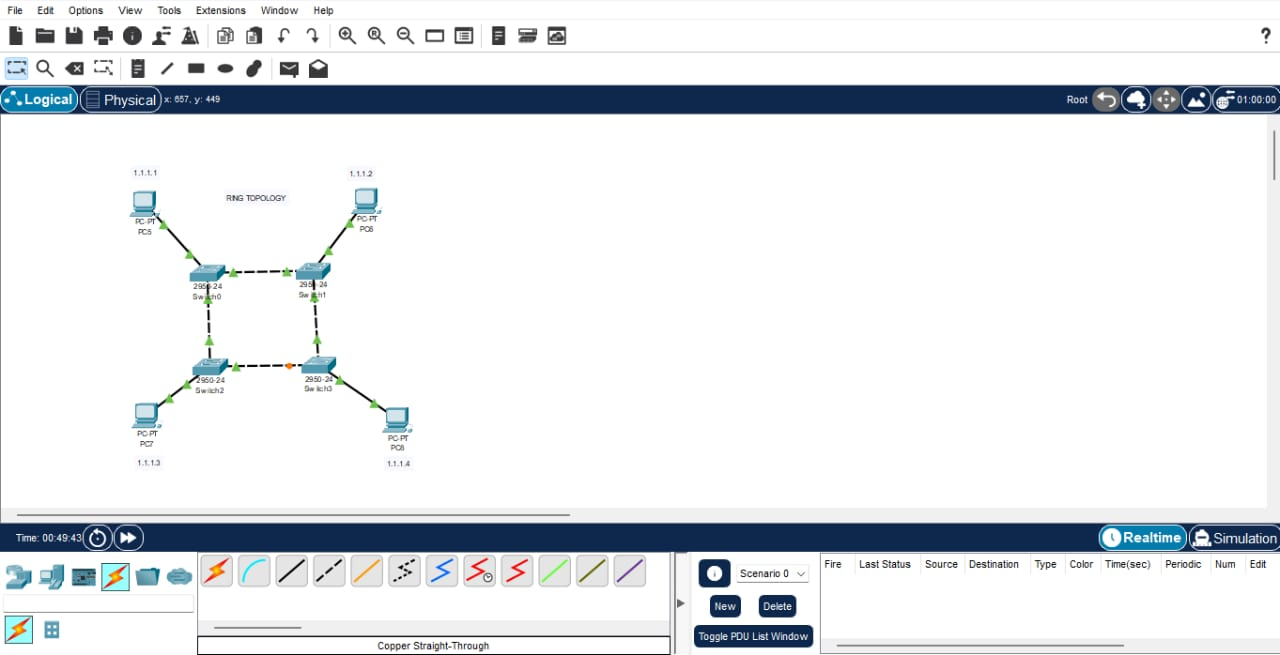 File Edit Options View Tools Extensions Window Help
Logical Physical x: 657, y: 449 Root 01:00:00
1.1.1.1 1.1.1.2
RING TOPOLOGY
PC-PT
PC5
PC-PT
PC6
2950-24
Switch0
2950-24
Switch1
2950-24
Switch2
2950-24
Switch3
PC-PT
PC7
PC-PT
PC8
1.1.1.3 1.1.1.4
Time: 00:49:43 Realtime Simulation
Scenario 0
New Delete
Toggle PDU List Window
Fire Last Status Source Destination Type Color Time(sec) Periodic Num Edit
Copper Straight-Through